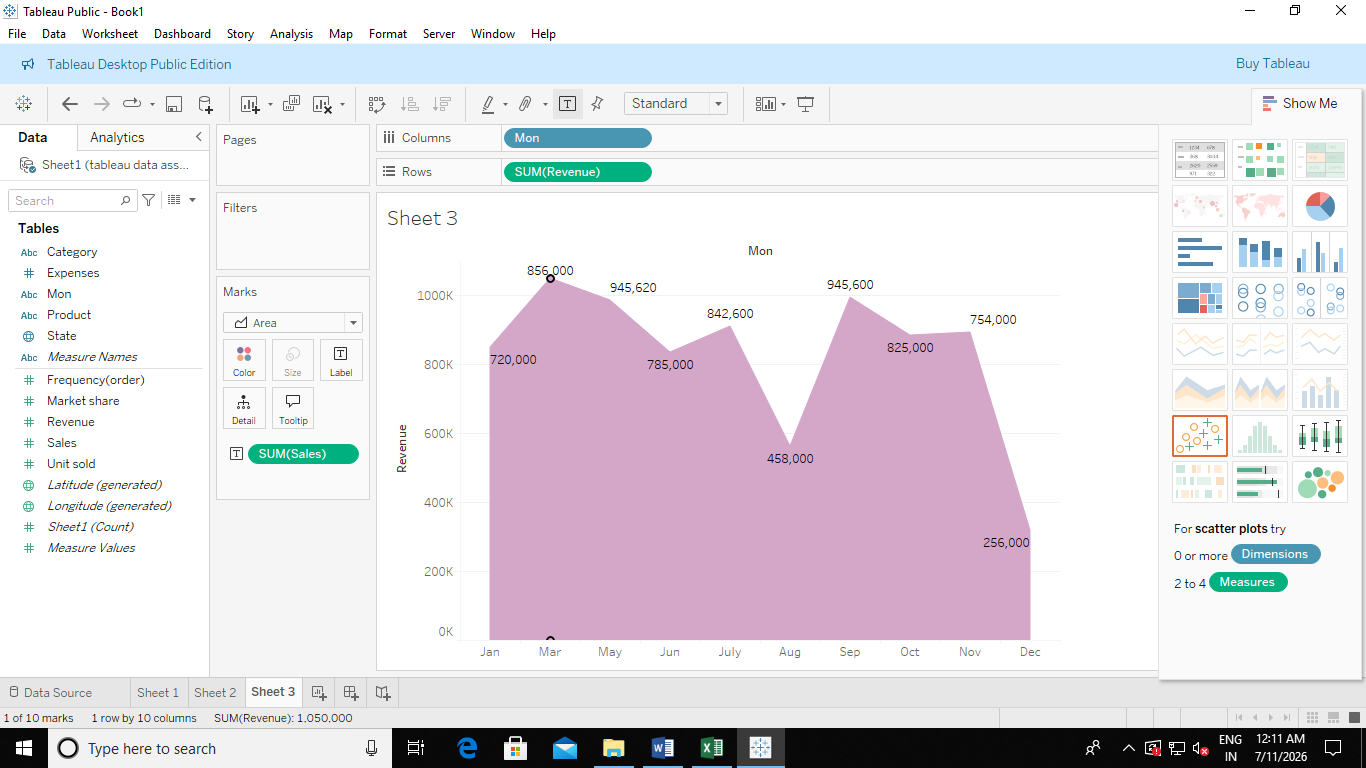 Tableau Public - Book1
File Data Worksheet Dashboard Story Analysis Map Format Server Window Help
Tableau Desktop Public Edition
Buy Tableau
Standard
Show Me
Data Analytics
Sheet1 (tableau data ass...
Search
Tables
Abc Category
Expenses
Abc Mon
Abc Product
State
Abc Measure Names
Frequency(order)
Market share
Revenue
Sales
Unit sold
Latitude (generated)
Longitude (generated)
Sheet1 (Count)
Measure Values
Pages
Filters
Marks
Area
Color Size Label
Detail Tooltip
SUM(Sales)
Columns Mon
Rows SUM(Revenue)
Sheet 3
Mon
Revenue
1000K
800K
600K
400K
200K
0K
720,000
856,000
945,620
785,000
842,600
458,000
945,600
825,000
754,000
256,000
Jan Mar May Jun July Aug Sep Oct Nov Dec
For scatter plots try
0 or more Dimensions
2 to 4 Measures
Data Source Sheet 1 Sheet 2 Sheet 3
1 of 10 marks 1 row by 10 columns SUM(Revenue): 1,050,000
Type here to search
ENG
IN
12:11 AM
7/11/2026